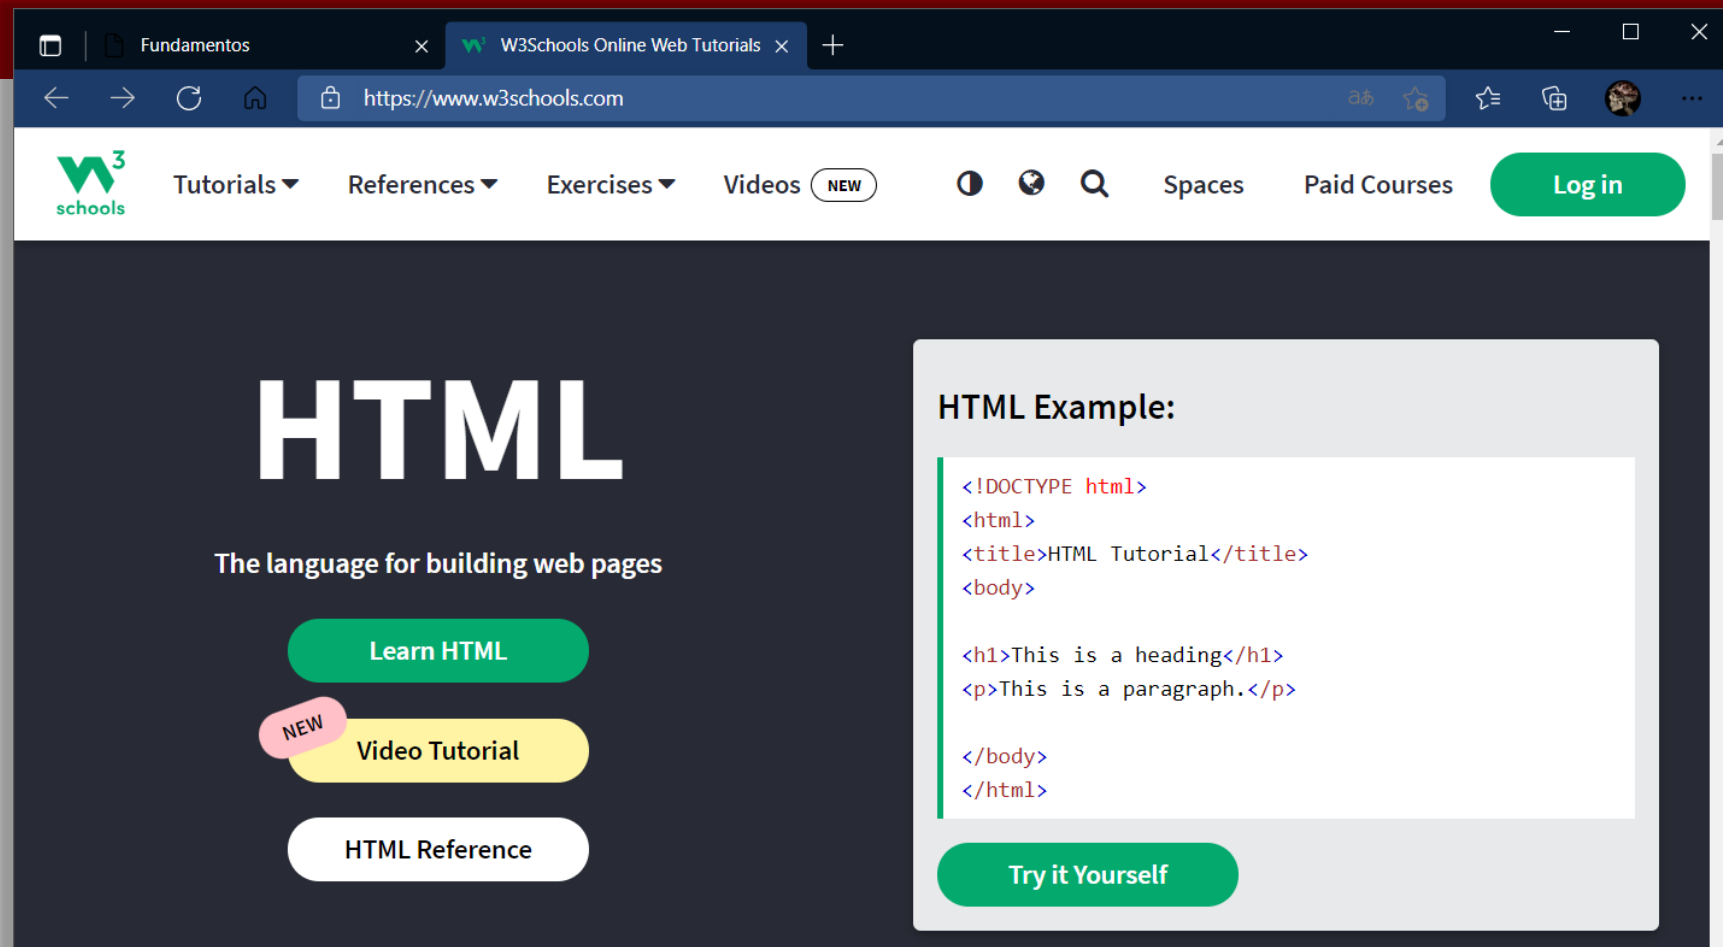 Fundamentos
W3Schools Online Web Tutorials
https://www.w3schools.com
aあ
W3 schools
Tutorials
References
Exercises
Videos NEW
Spaces
Paid Courses
Log in
HTML
The language for building web pages
Learn HTML
NEW
Video Tutorial
HTML Reference
HTML Example:
<!DOCTYPE html>
<html>
<title>HTML Tutorial</title>
<body>
<h1>This is a heading</h1>
<p>This is a paragraph.</p>
</body>
</html>
Try it Yourself